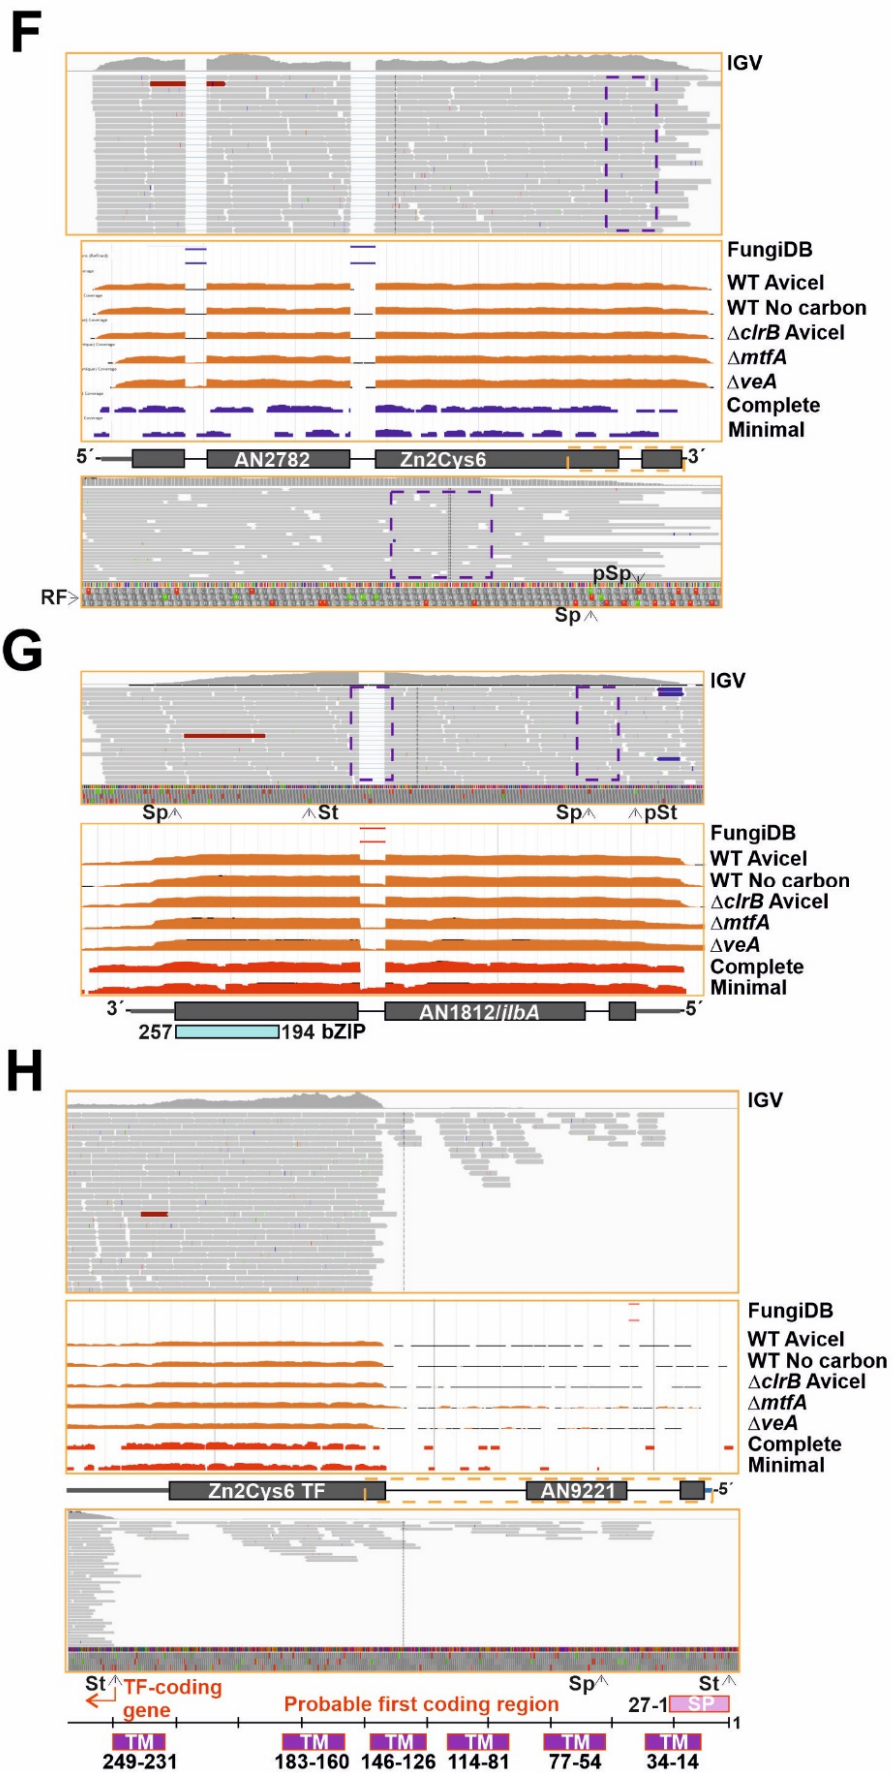 F
IGV
FungiDB
WT Avicel
WT No carbon
ΔclrB Avicel
ΔmtfA
ΔveA
Complete
Minimal
5´ AN2782 Zn2Cys6 3´
pSp
RF
Sp
G
IGV
Sp St Sp pSt
FungiDB
WT Avicel
WT No carbon
ΔclrB Avicel
ΔmtfA
ΔveA
Complete
Minimal
3´ AN1812/jlbA 5´
257 194 bZIP
H
IGV
FungiDB
WT Avicel
WT No carbon
ΔclrB Avicel
ΔmtfA
ΔveA
Complete
Minimal
Zn2Cys6 TF AN9221 -5´
St Sp St
TF-coding
gene
Probable first coding region
27-1 SP
1
TM TM TM TM TM TM
249-231 183-160 146-126 114-81 77-54 34-14